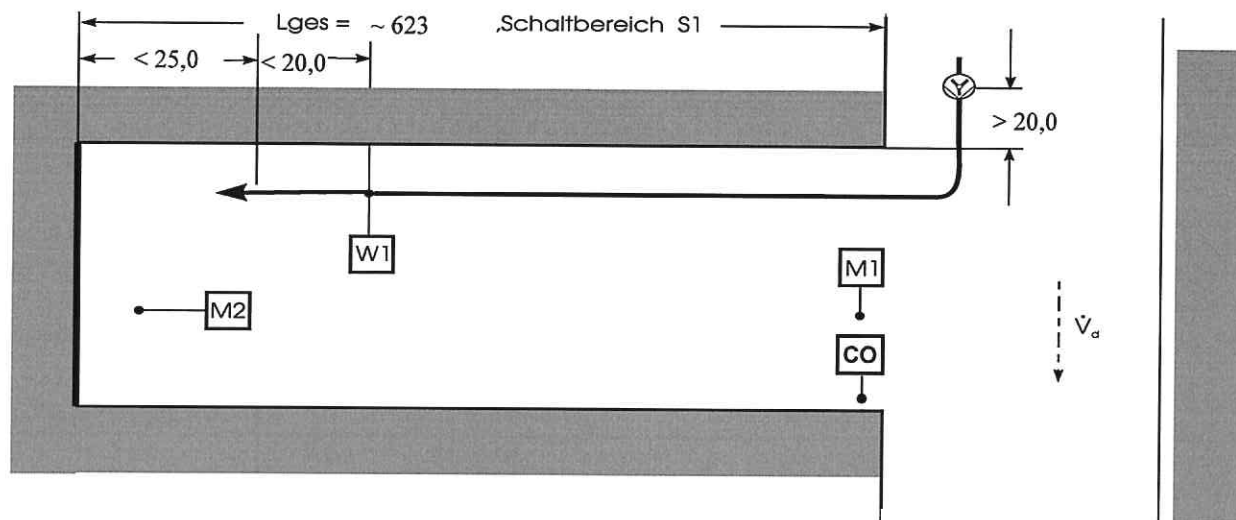 Lges = ~ 623 ,Schaltbereich S1
< 25,0
< 20,0
> 20,0
W1
M1
M2
CO
V̇d